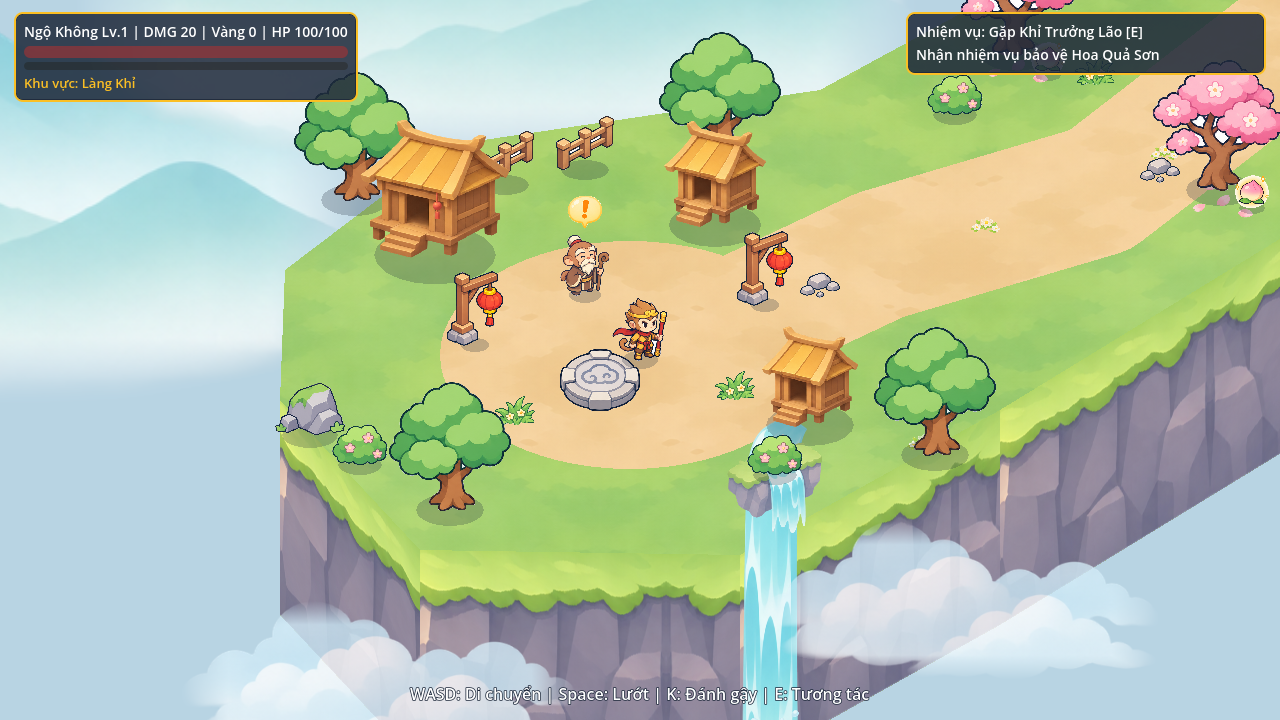 Ngộ Không Lv.1 | DMG 20 | Vàng 0 | HP 100/100
Khu vực: Làng Khỉ
Nhiệm vụ: Gặp Khỉ Trưởng Lão [E]
Nhận nhiệm vụ bảo vệ Hoa Quả Sơn
!
WASD: Di chuyển | Space: Lướt | K: Đánh gậy | E: Tương tác